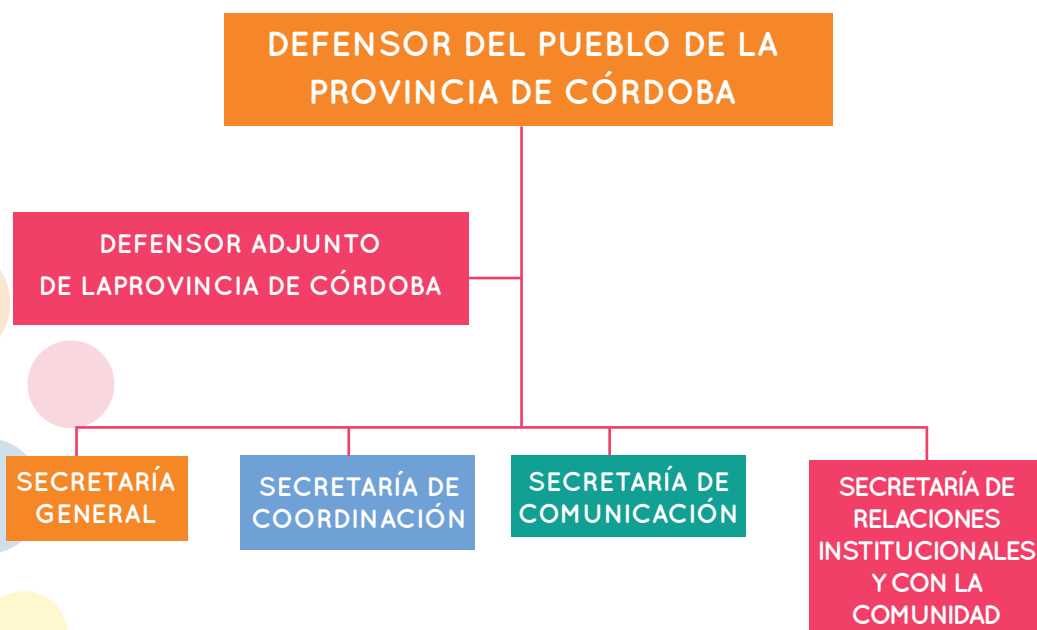 DEFENSOR DEL PUEBLO DE LA
PROVINCIA DE CÓRDOBA
DEFENSOR ADJUNTO
DE LAPROVINCIA DE CÓRDOBA
SECRETARÍA
GENERAL
SECRETARÍA DE
COORDINACIÓN
SECRETARÍA DE
COMUNICACIÓN
SECRETARÍA DE
RELACIONES
INSTITUCIONALES
Y CON LA
COMUNIDAD